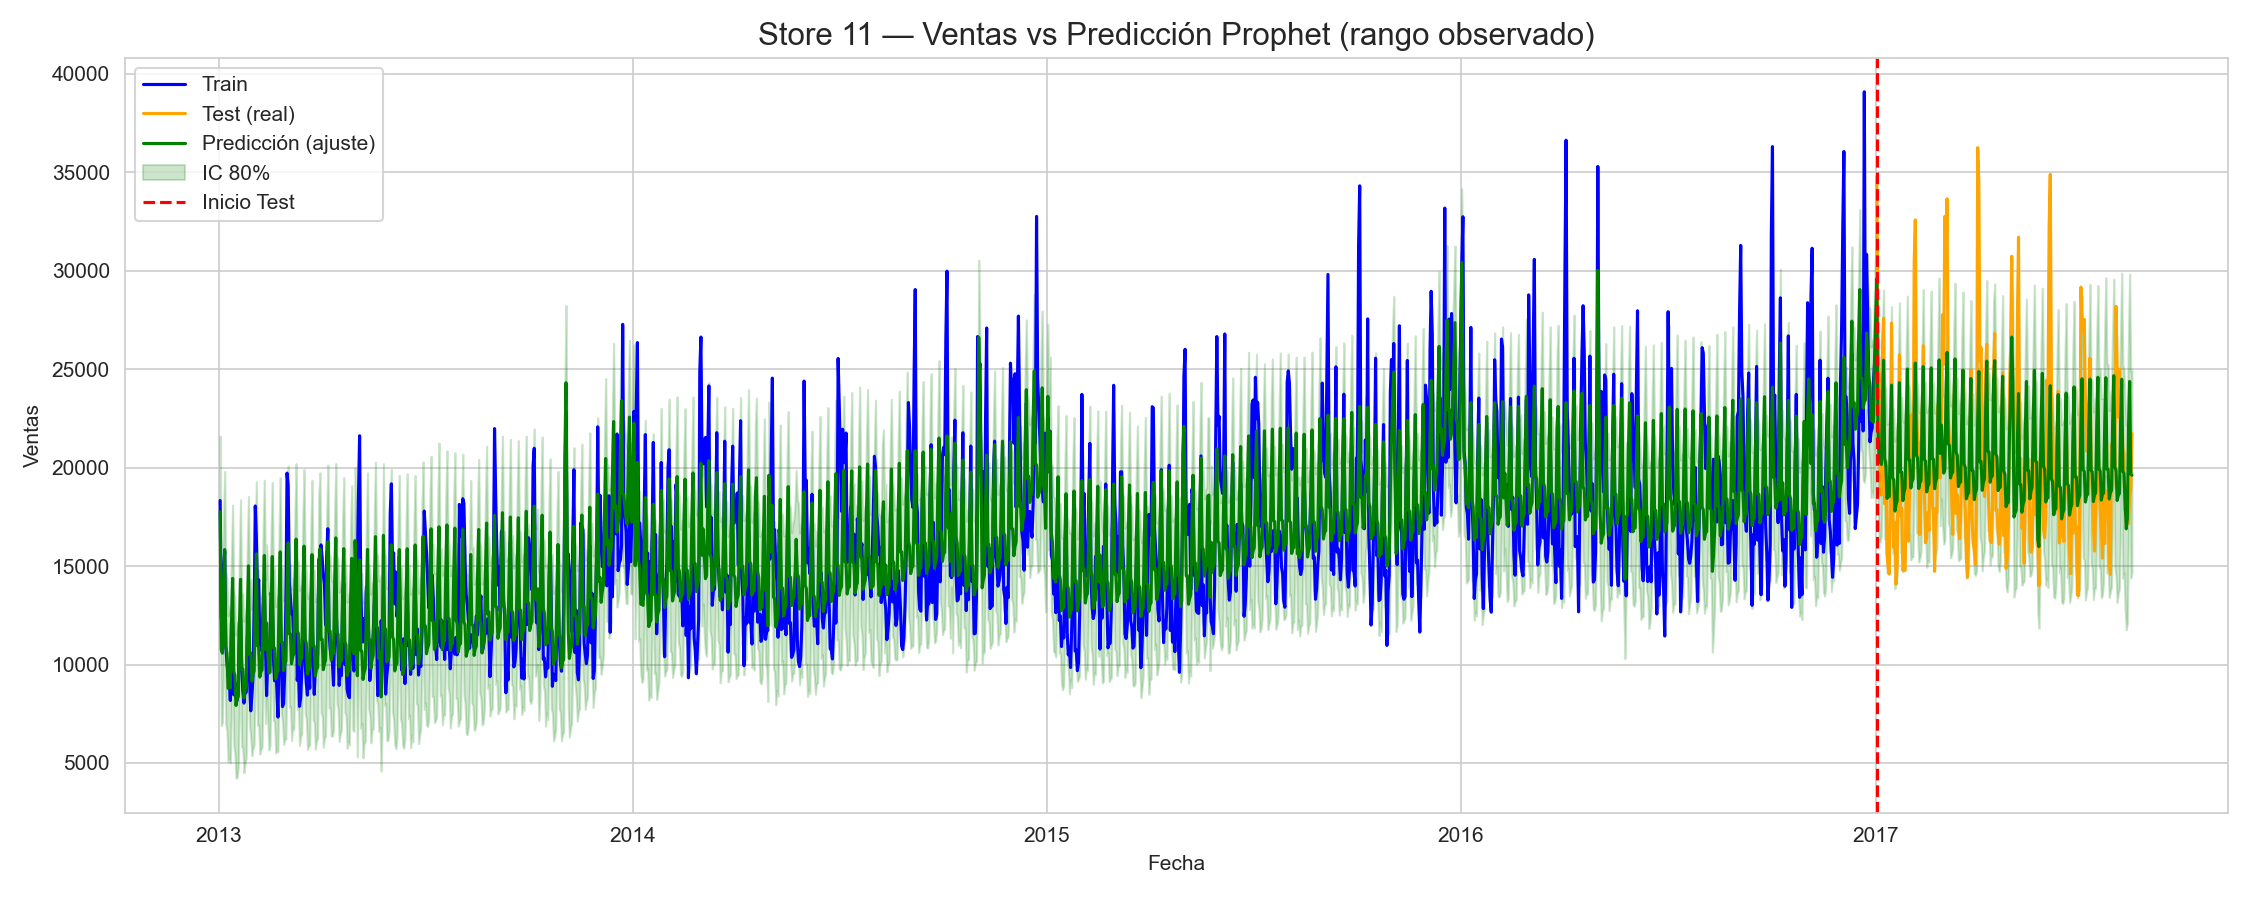 Store 11 — Ventas vs Predicción Prophet (rango observado)
Train
Test (real)
Predicción (ajuste)
IC 80%
Inicio Test
40000
35000
30000
25000
20000
15000
10000
5000
Ventas
2013
2014
2015
2016
2017
Fecha